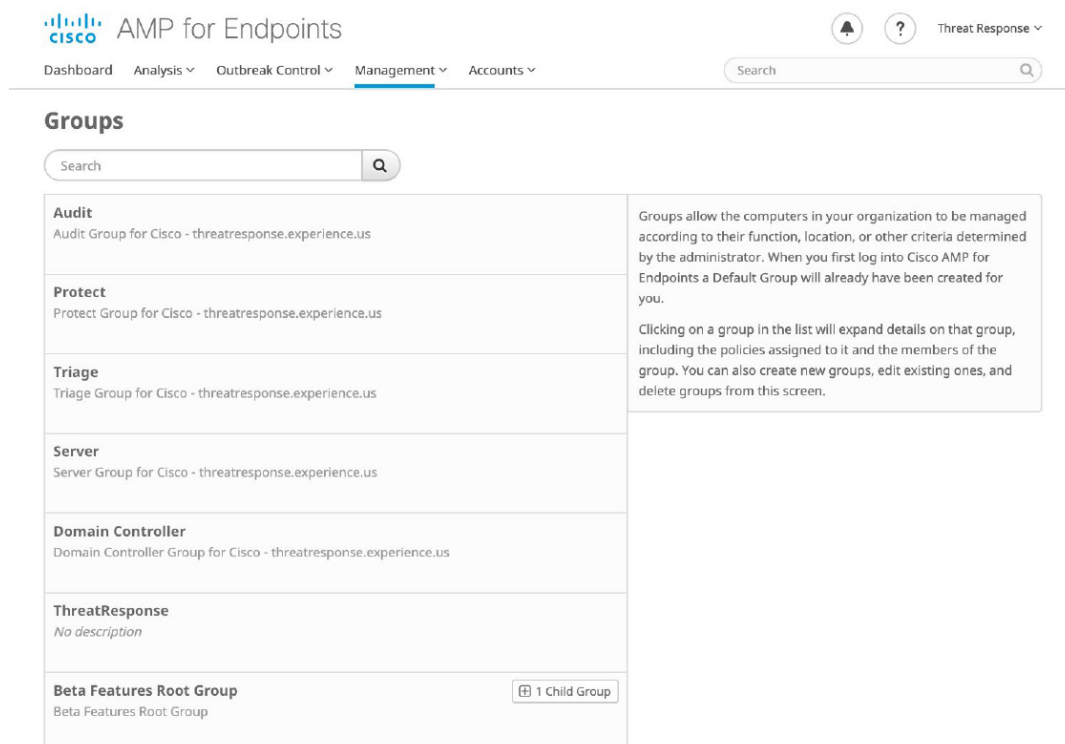 cisco AMP for Endpoints
? Threat Response
Dashboard Analysis Outbreak Control Management Accounts
Search
Groups
Search
Audit
Audit Group for Cisco - threatresponse.experience.us
Protect
Protect Group for Cisco - threatresponse.experience.us
Triage
Triage Group for Cisco - threatresponse.experience.us
Server
Server Group for Cisco - threatresponse.experience.us
Domain Controller
Domain Controller Group for Cisco - threatresponse.experience.us
ThreatResponse
No description
Beta Features Root Group
1 Child Group
Beta Features Root Group
Groups allow the computers in your organization to be managed
according to their function, location, or other criteria determined
by the administrator. When you first log into Cisco AMP for
Endpoints a Default Group will already have been created for
you.
Clicking on a group in the list will expand details on that group,
including the policies assigned to it and the members of the
group. You can also create new groups, edit existing ones, and
delete groups from this screen.